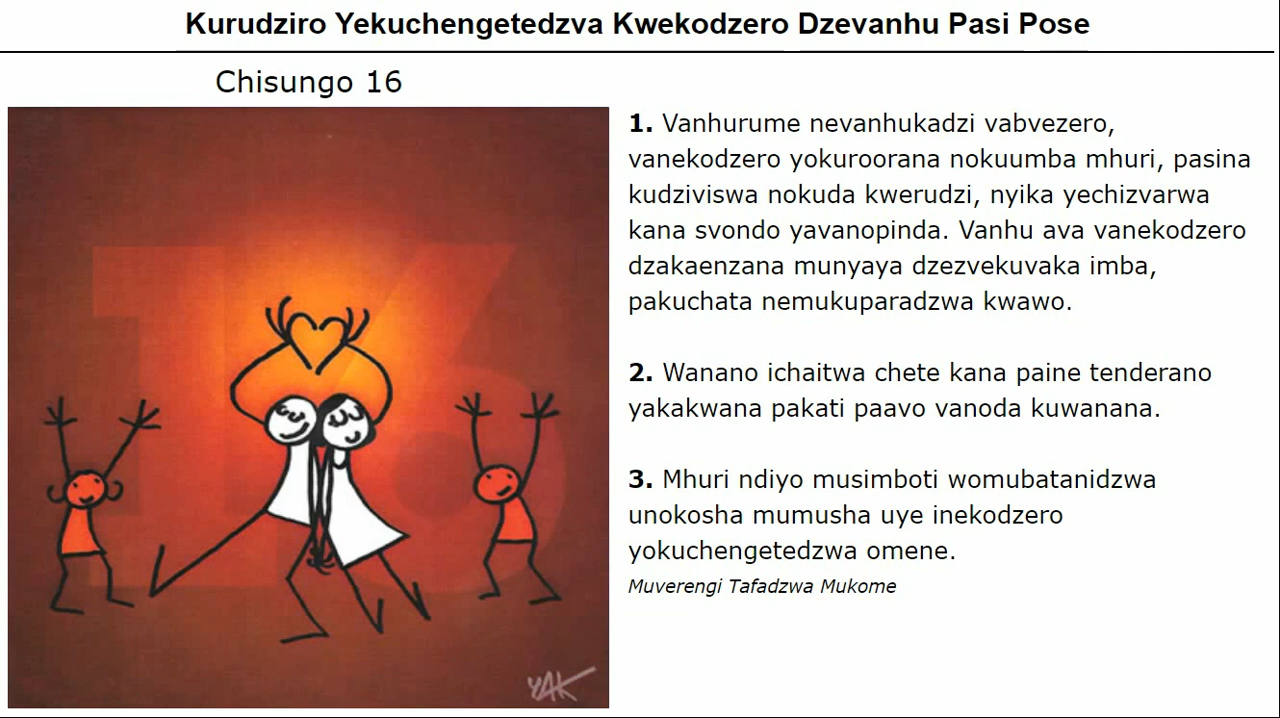 Kurudziro Yekuchengetedzva Kwekodzero Dzevanhu Pasi Pose
Chisungo 16
16
1. Vanhurume nevanhukadzi vabvezero,
vanekodzero yokuroorana nokuumba mhuri, pasina
kudziviswa nokuda kwerudzi, nyika yechizvarwa
kana svondo yavanopinda. Vanhu ava vanekodzero
dzakaenzana munyaya dzezvekuvaka imba,
pakuchata nemukuparadzwa kwawo.
2. Wanano ichaitwa chete kana paine tenderano
yakakwana pakati paavo vanoda kuwanana.
3. Mhuri ndiyo musimboti womubatanidzwa
unokosha mumusha uye inekodzero
yokuchengetedzwa omene.
Muverengi Tafadzwa Mukome
YAK